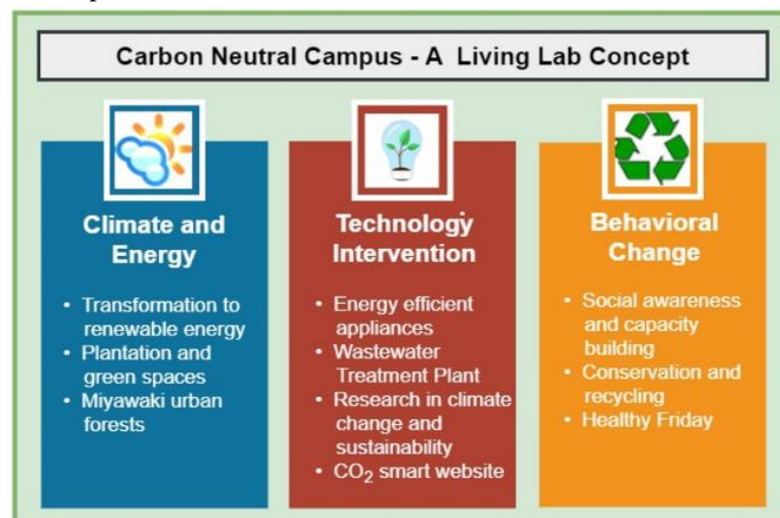 Carbon Neutral Campus - A Living Lab Concept
Climate and
Energy
• Transformation to
renewable energy
• Plantation and
green spaces
• Miyawaki urban
forests
Technology
Intervention
• Energy efficient
appliances
• Wastewater
Treatment Plant
• Research in climate
change and
sustainability
• CO₂ smart website
Behavioral
Change
• Social awareness
and capacity
building
• Conservation and
recycling
• Healthy Friday